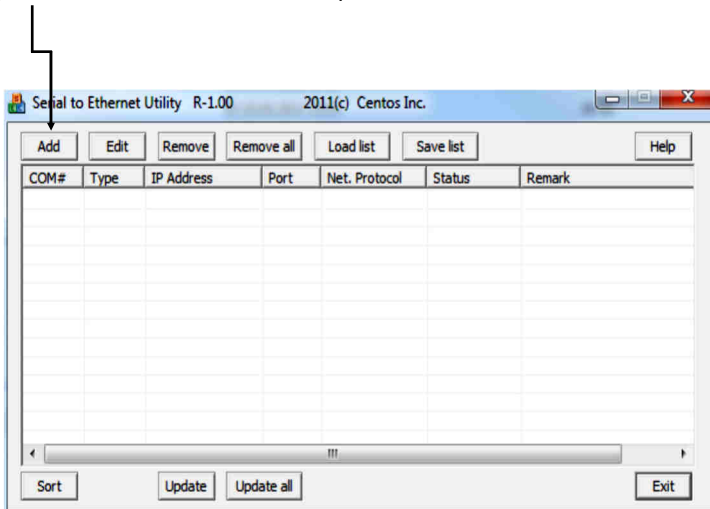 Serial to Ethernet Utility R-1.00 2011(c) Centos Inc.
Add Edit Remove Remove all Load list Save list Help
COM# Type IP Address Port Net. Protocol Status Remark
Sort Update Update all Exit